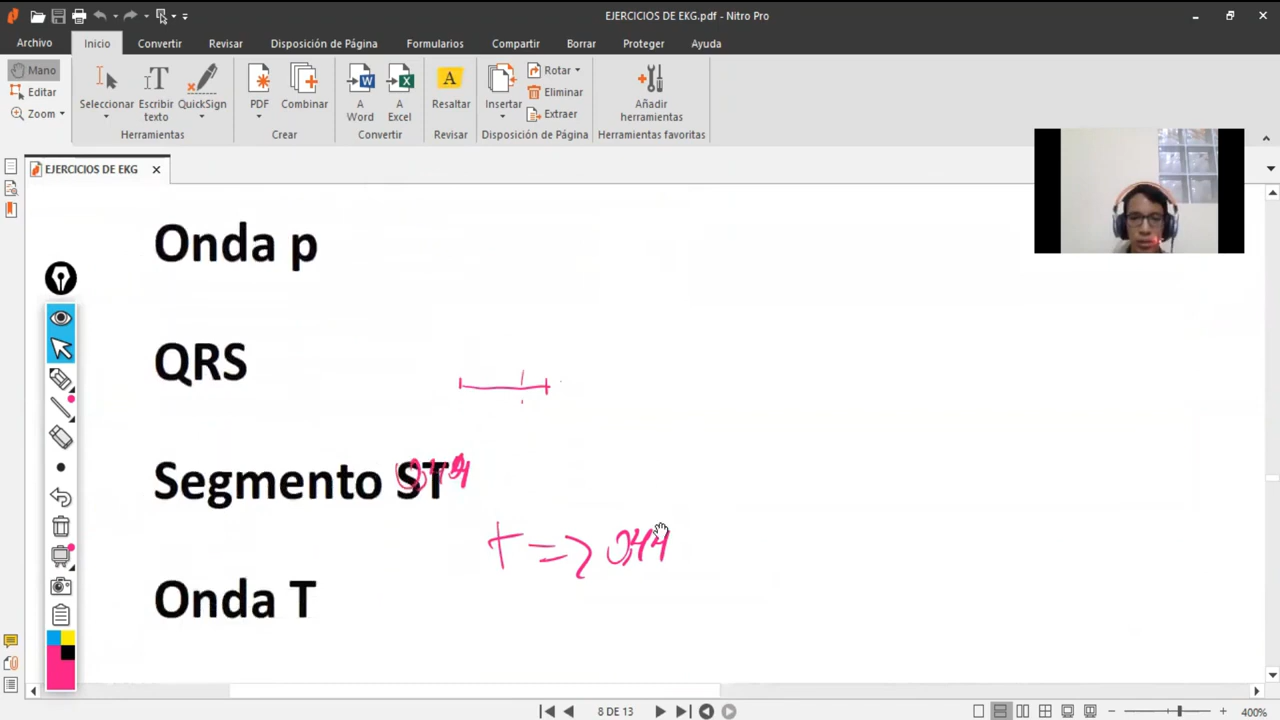 EJERCICIOS DE EKG.pdf - Nitro Pro
Archivo Inicio Convertir Revisar Disposición de Página Formularios Compartir Borrar Proteger Ayuda
Mano
Editar
Zoom
Seleccionar
Escribir texto
QuickSign
Herramientas
PDF
Combinar
Crear
A Word
A Excel
Convertir
Resaltar
Revisar
Insertar
Rotar
Eliminar
Extraer
Disposición de Página
Añadir herramientas
Herramientas favoritas
EJERCICIOS DE EKG
Onda p
QRS
Segmento ST
Onda T
8 DE 13
400%